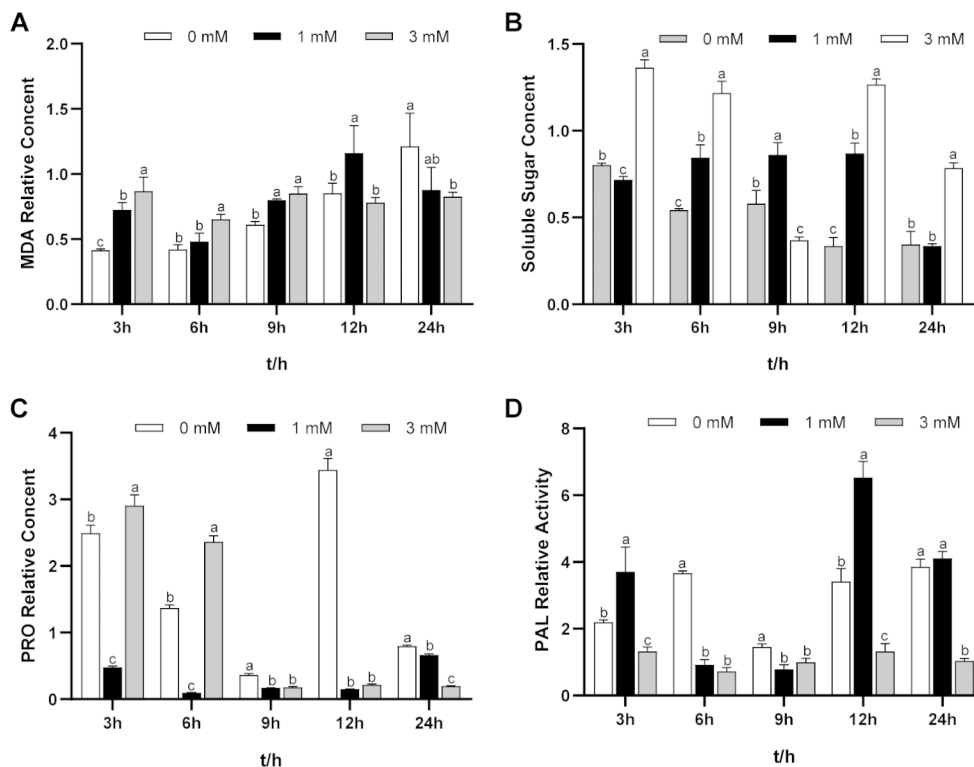 A
0 mM 1 mM 3 mM
MDA Relative Concent
2.0
1.5
1.0
0.5
0.0
c b a
b b a
b a a
b a b
a ab b
3h 6h 9h 12h 24h
t/h
B
0 mM 1 mM 3 mM
Soluble Sugar Concent
1.5
1.0
0.5
0.0
b c a
c b a
b a c
c b a
b b a
3h 6h 9h 12h 24h
t/h
C
0 mM 1 mM 3 mM
PRO Relative Concent
4
3
2
1
0
b c a
b c a
a b b
a b b
a b c
3h 6h 9h 12h 24h
t/h
D
0 mM 1 mM 3 mM
PAL Relative Activity
8
6
4
2
0
b a c
a b b
a b b
b a c
a a b
3h 6h 9h 12h 24h
t/h